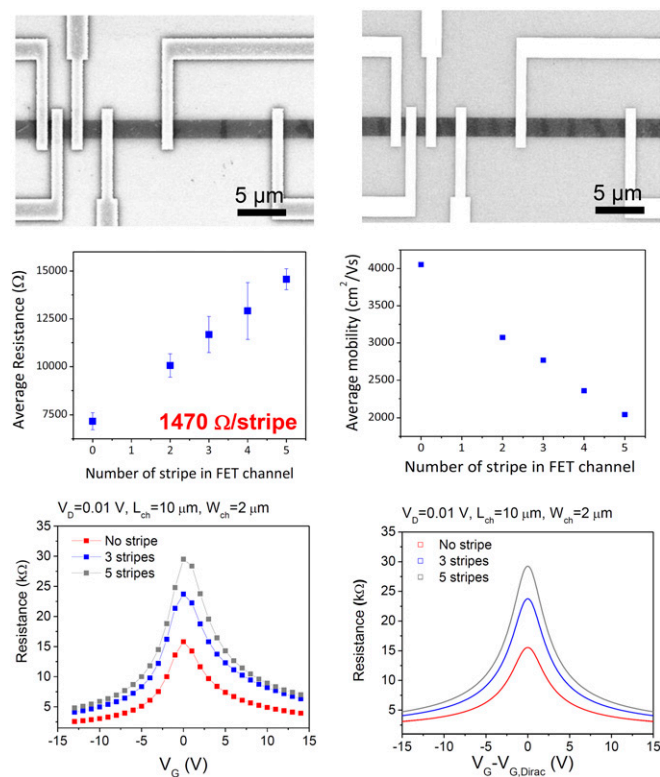 5 µm
5 µm
Average Resistance (Ω)
15000
12500
10000
7500
1470 Ω/stripe
0 1 2 3 4 5
Number of stripe in FET channel
Average mobility (cm²/Vs)
4000
3500
3000
2500
2000
0 1 2 3 4 5
Number of stripe in FET channel
V_D=0.01 V, L_ch=10 µm, W_ch=2 µm
Resistance (kΩ)
35
30
25
20
15
10
5
No stripe
3 stripes
5 stripes
-15 -10 -5 0 5 10 15
V_G (V)
V_D=0.01 V, L_ch=10 µm, W_ch=2 µm
Resistance (kΩ)
35
30
25
20
15
10
5
No stripe
3 stripes
5 stripes
-15 -10 -5 0 5 10 15
V_G-V_G,Dirac (V)